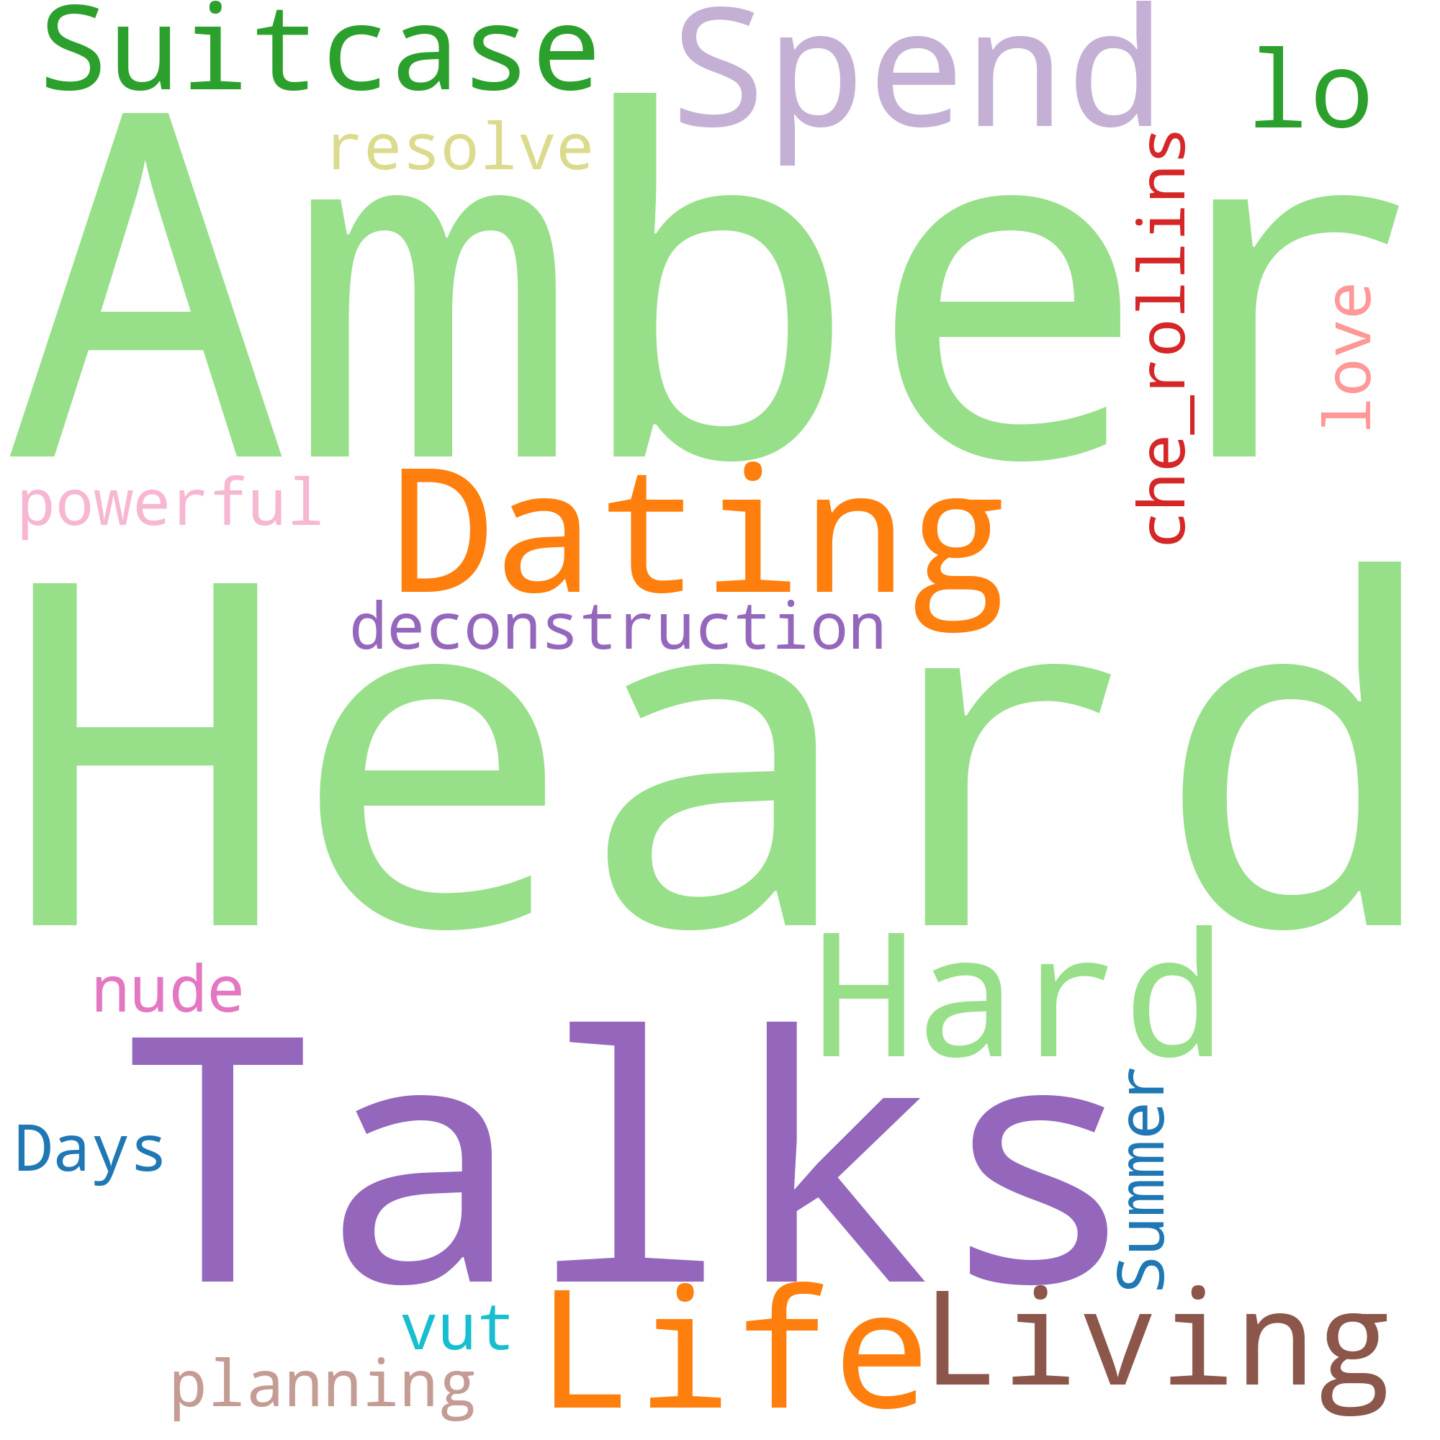 Suitcase
Spend
lo
resolve
Amber
che_rollins
love
powerful
Dating
deconstruction
Heard
Hard
nude
Talks
Summer
Days
vut
Life
Living
planning